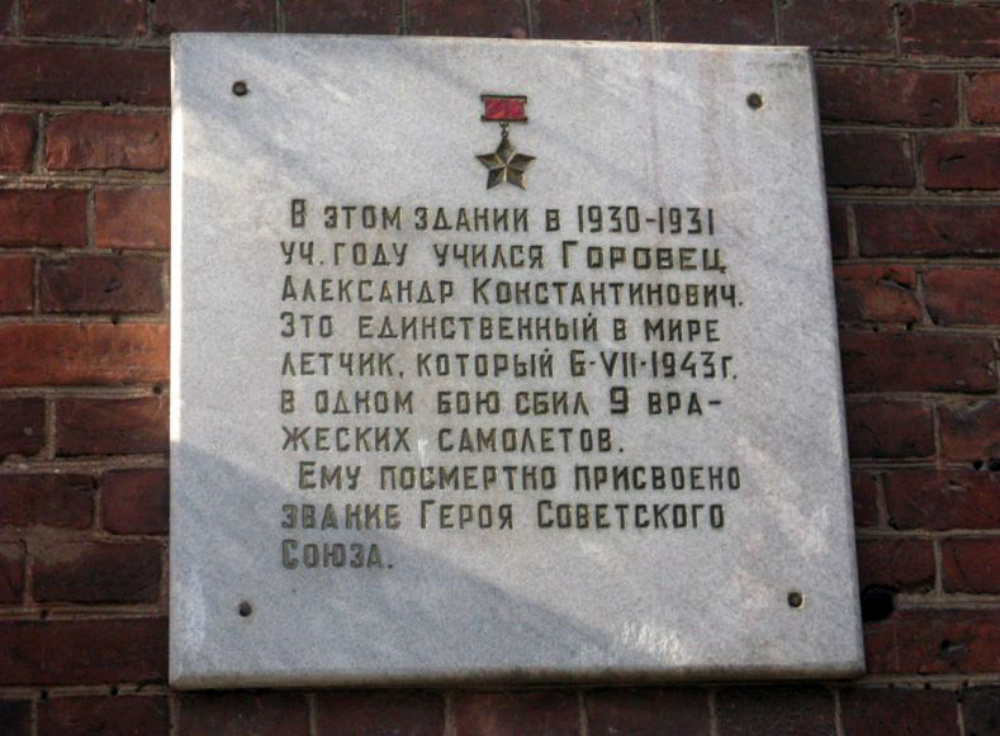 В ЭТОМ ЗДАНИИ В 1930-1931
УЧ. ГОДУ УЧИЛСЯ ГОРОВЕЦ
АЛЕКСАНДР КОНСТАНТИНОВИЧ.
ЭТО ЕДИНСТВЕННЫЙ В МИРЕ
ЛЕТЧИК, КОТОРЫЙ 6-VII-1943г.
В ОДНОМ БОЮ СБИЛ 9 ВРА-
ЖЕСКИХ САМОЛЕТОВ.
ЕМУ ПОСМЕРТНО ПРИСВОЕНО
ЗВАНИЕ ГЕРОЯ СОВЕТСКОГО
СОЮЗА.